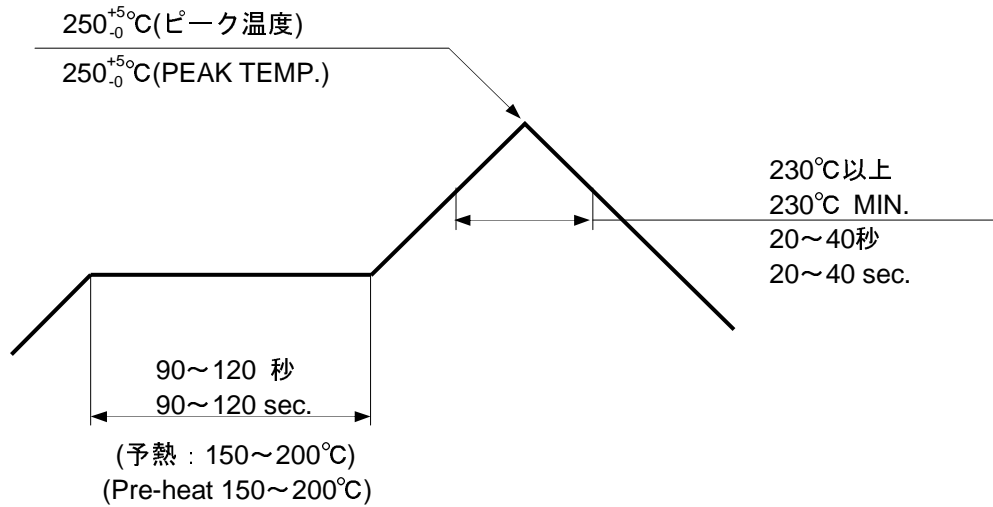 250+5-0℃(ピーク温度)
250+5-0℃(PEAK TEMP.)
230℃以上
230℃ MIN.
20～40秒
20～40 sec.
90～120 秒
90～120 sec.
(予熱：150～200℃)
(Pre-heat 150～200℃)